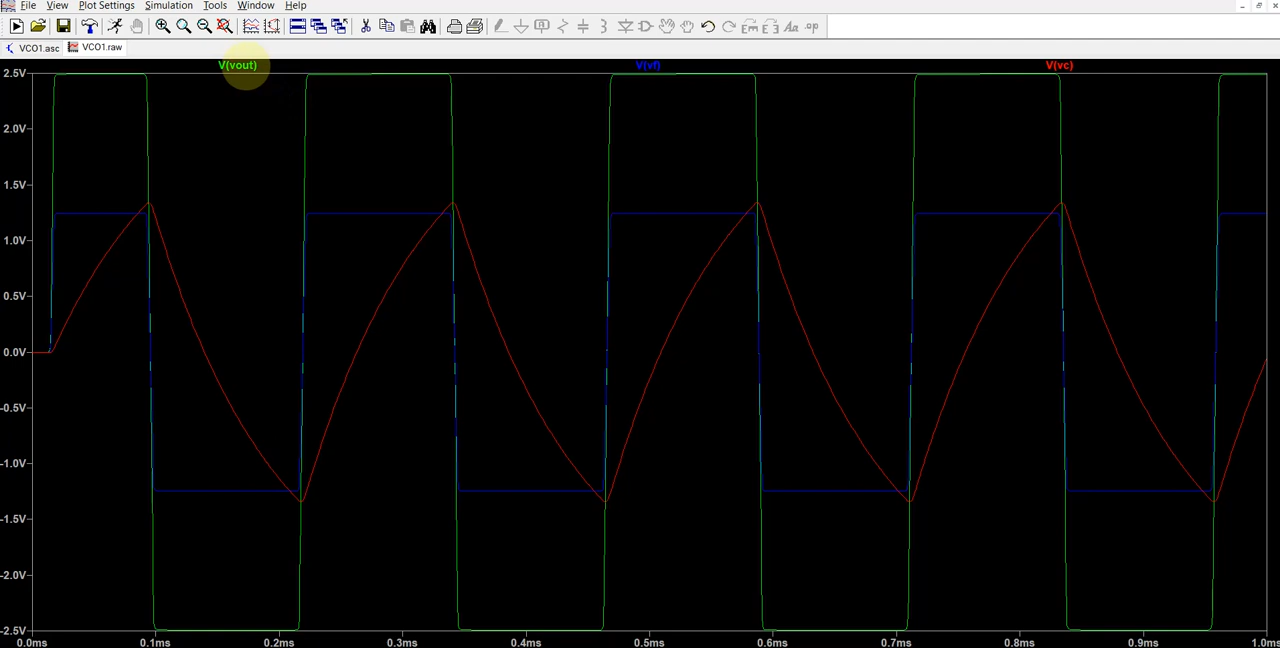 File View Plot Settings Simulation Tools Window Help
VCO1.asc VCO1.raw
V(vout) V(vf) V(vc)
2.5V
2.0V
1.5V
1.0V
0.5V
0.0V
-0.5V
-1.0V
-1.5V
-2.0V
-2.5V
0.0ms 0.1ms 0.2ms 0.3ms 0.4ms 0.5ms 0.6ms 0.7ms 0.8ms 0.9ms 1.0ms